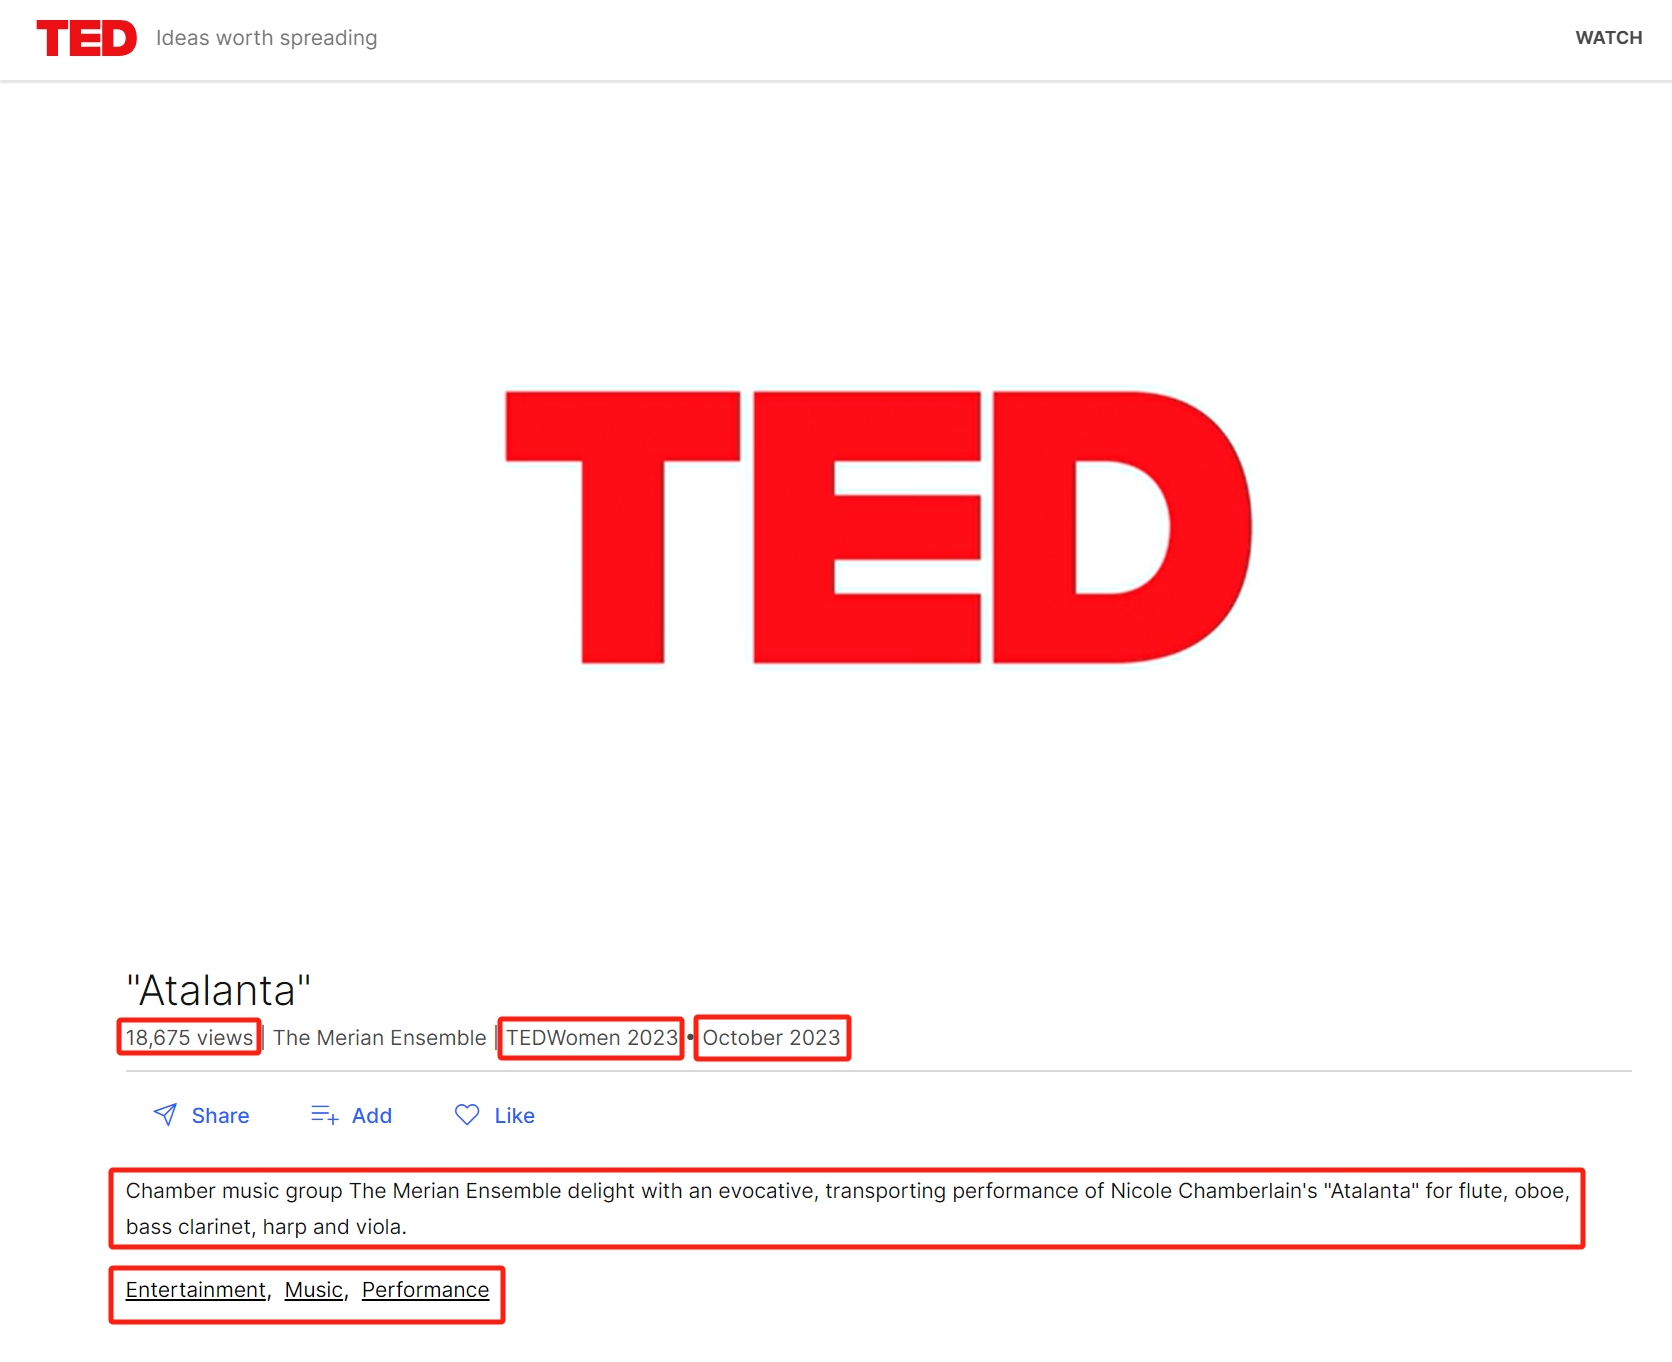 TED Ideas worth spreading WATCH
TED
"Atalanta"
18,675 views | The Merian Ensemble | TEDWomen 2023 • October 2023
Share Add Like
Chamber music group The Merian Ensemble delight with an evocative, transporting performance of Nicole Chamberlain's "Atalanta" for flute, oboe,
bass clarinet, harp and viola.
Entertainment, Music, Performance